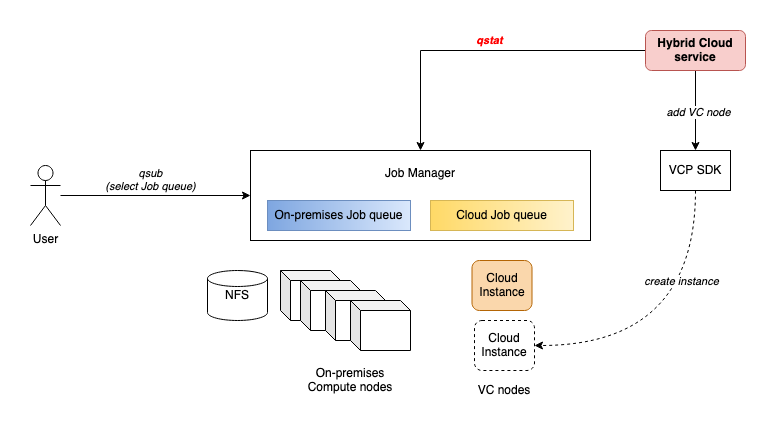 qstat
Hybrid Cloud
service
add VC node
qsub
(select Job queue)
Job Manager
VCP SDK
On-premises Job queue
Cloud Job queue
User
NFS
Cloud
Instance
create instance
Cloud
Instance
On-premises
Compute nodes
VC nodes